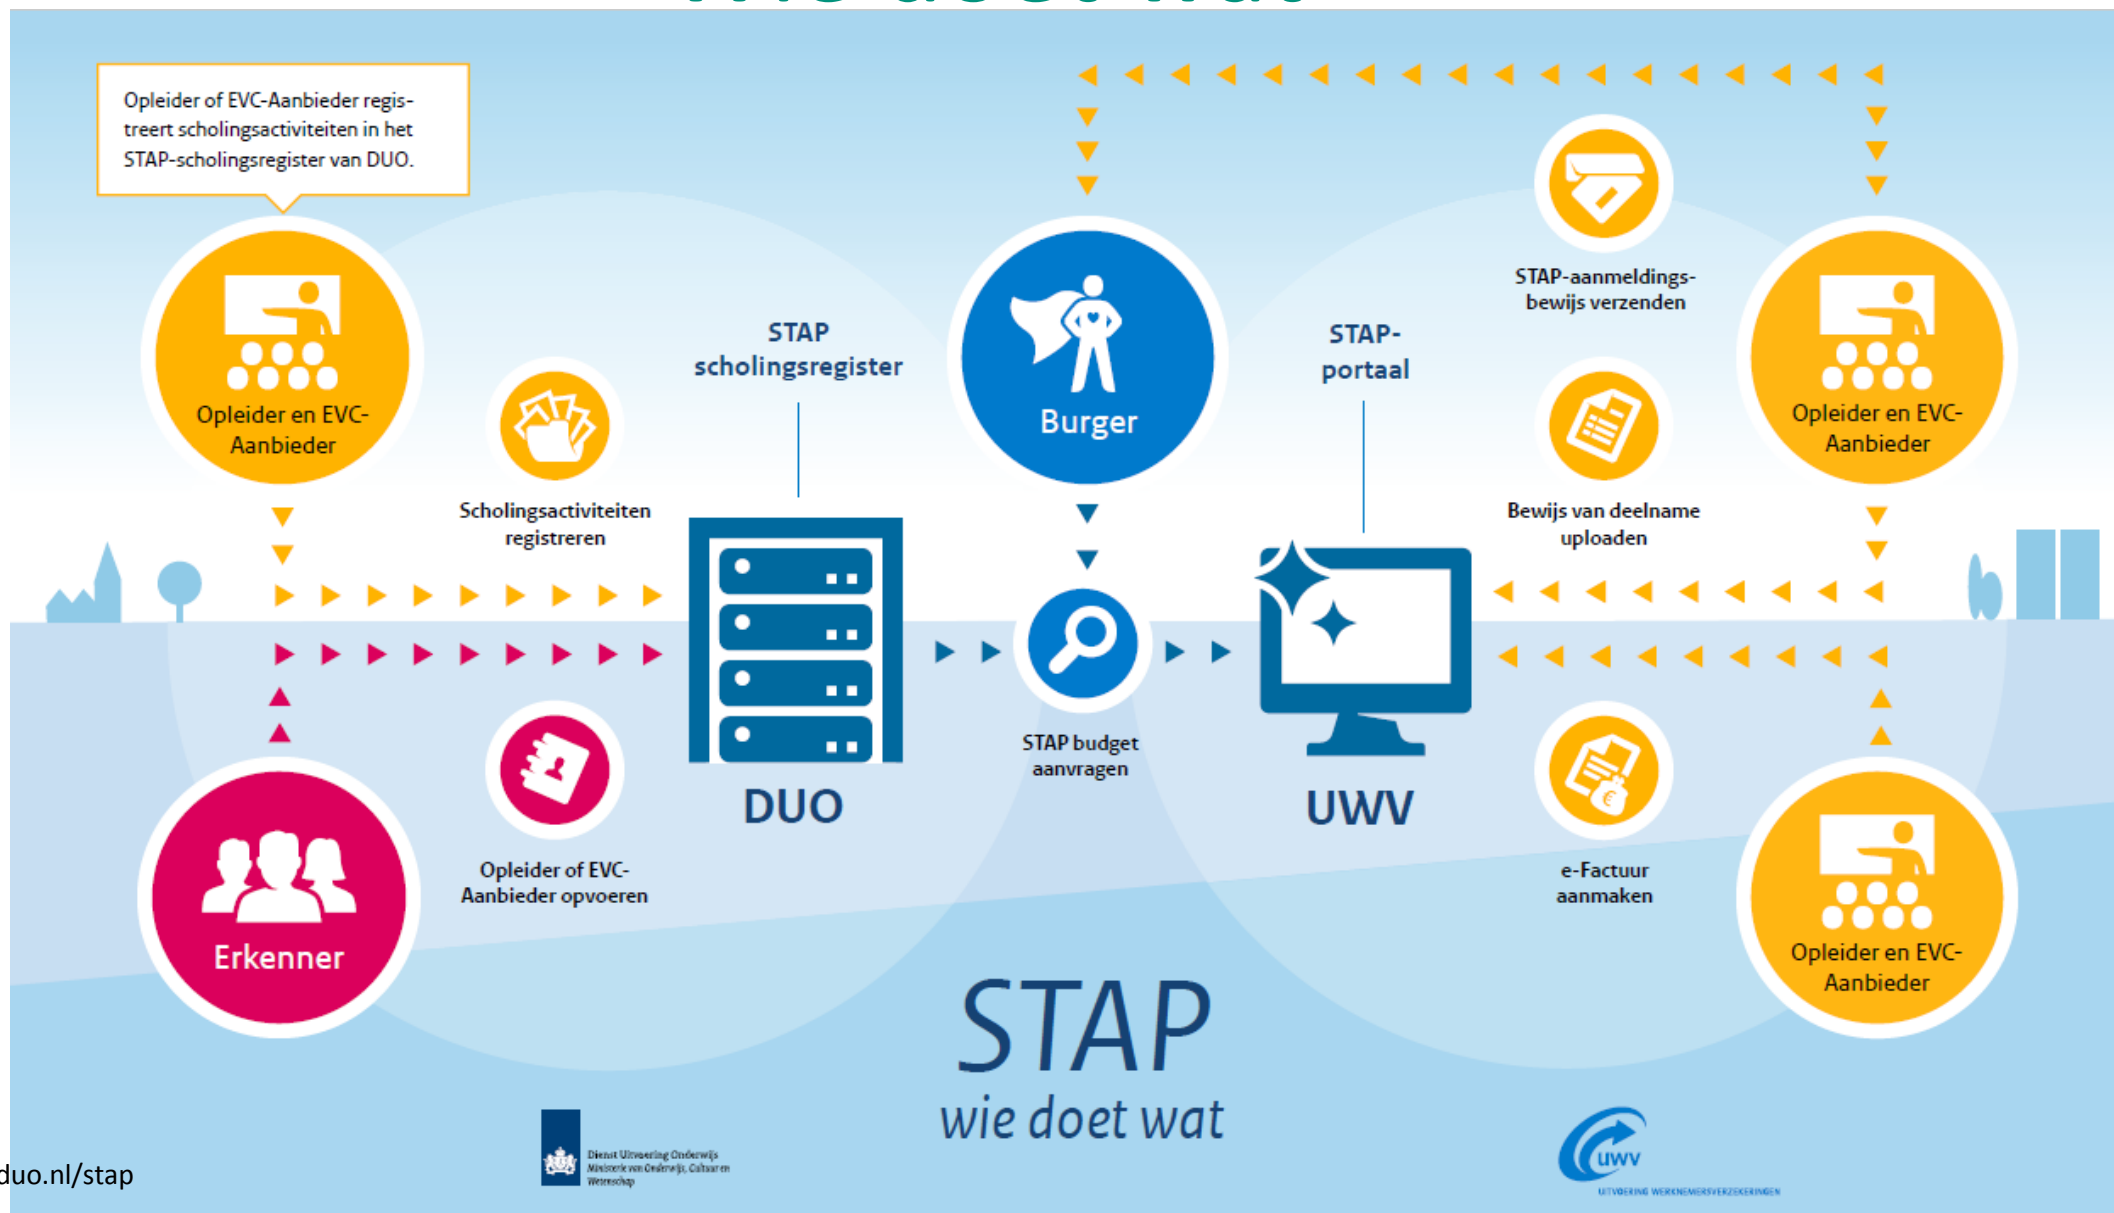 wie doet wat
Opleider of EVC-Aanbieder regis-
treert scholingsactiviteiten in het
STAP-scholingsregister van DUO.
Opleider en EVC-
Aanbieder
Scholingsactiviteiten
registreren
STAP
scholingsregister
Burger
STAP-
portaal
STAP-aanmeldings-
bewijs verzenden
Bewijs van deelname
uploaden
Opleider en EVC-
Aanbieder
Erkenner
Opleider of EVC-
Aanbieder opvoeren
DUO
STAP budget
aanvragen
UWV
e-Factuur
aanmaken
Opleider en EVC-
Aanbieder
STAP
wie doet wat
duo.nl/stap
Dienst Uitvoering Onderwijs
Ministerie van Onderwijs, Cultuur en
Wetenschap
UWV
UITVOERING WERKNEMERSVERZEKERINGEN